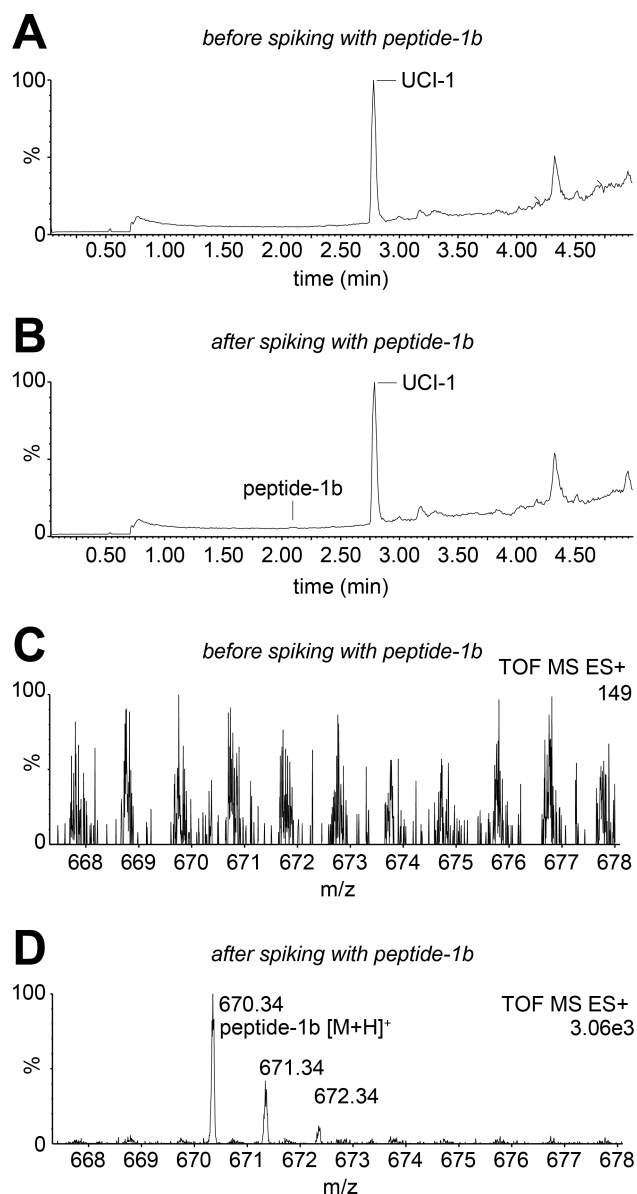 A
before spiking with peptide-1b
100
UCI-1
%
0
0.50 1.00 1.50 2.00 2.50 3.00 3.50 4.00 4.50
time (min)
B
after spiking with peptide-1b
100
UCI-1
%
peptide-1b
0
0.50 1.00 1.50 2.00 2.50 3.00 3.50 4.00 4.50
time (min)
C
before spiking with peptide-1b
TOF MS ES+
100
149
%
0
668 669 670 671 672 673 674 675 676 677 678
m/z
D
after spiking with peptide-1b
100
670.34
TOF MS ES+
peptide-1b [M+H]⁺
3.06e3
671.34
%
672.34
0
668 669 670 671 672 673 674 675 676 677 678
m/z